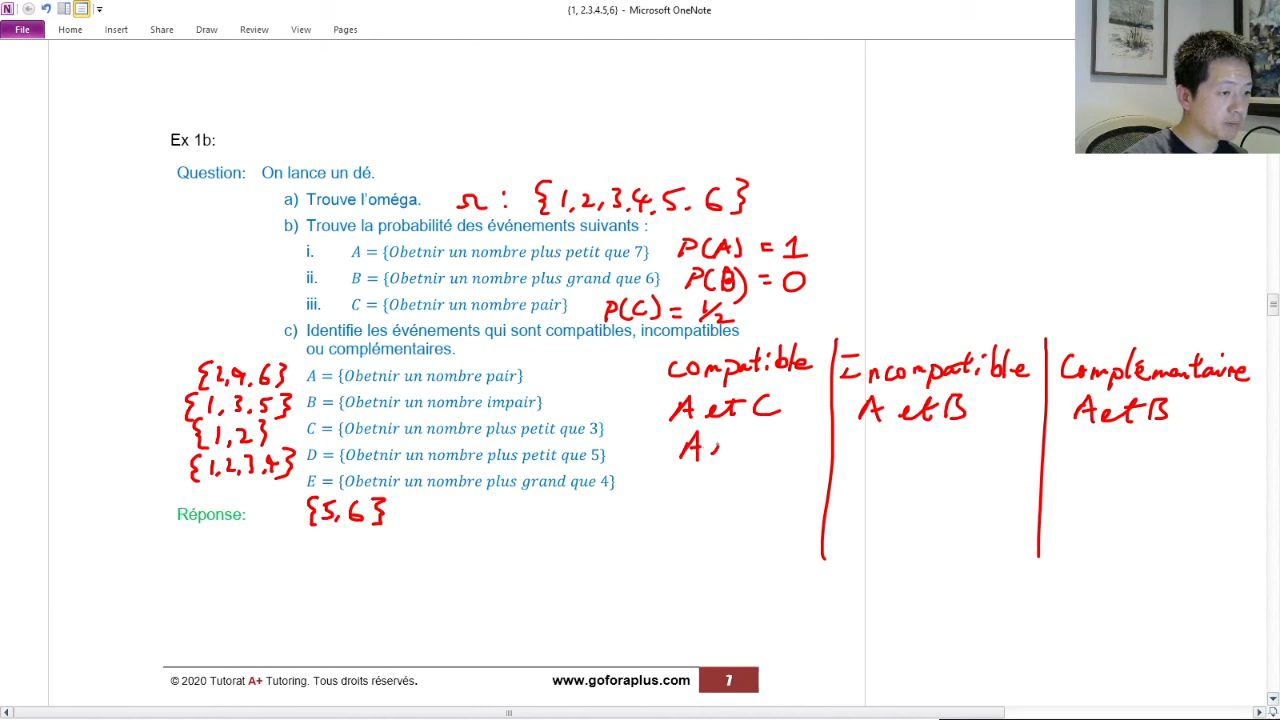 {1, 2.3.4.5,6} - Microsoft OneNote
File Home Insert Share Draw Review View Pages
Ex 1b:
Question: On lance un dé.
a) Trouve l'oméga. Ω : {1,2,3.4.5.6}
b) Trouve la probabilité des événements suivants :
i. A = {Obetnir un nombre plus petit que 7} P(A) = 1
ii. B = {Obetnir un nombre plus grand que 6} P(B) = 0
iii. C = {Obetnir un nombre pair} P(C) = 1/2
c) Identifie les événements qui sont compatibles, incompatibles
ou complémentaires.
compatible Incompatible Complémentaire
{2,4.6} A = {Obetnir un nombre pair}
{1.3.5} B = {Obetnir un nombre impair} A et C A et B A et B
{1,2} C = {Obetnir un nombre plus petit que 3}
A
{1,2,3.4} D = {Obetnir un nombre plus petit que 5}
E = {Obetnir un nombre plus grand que 4}
Réponse: {5,6}
© 2020 Tutorat A+ Tutoring. Tous droits réservés. www.goforaplus.com 7